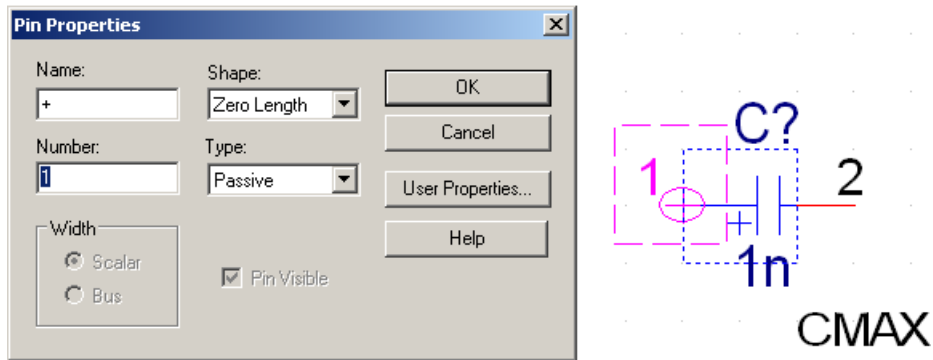 Pin Properties
Name:
+
Shape:
Zero Length
Number:
1
Type:
Passive
Width
Scalar
Bus
Pin Visible
OK
Cancel
User Properties...
Help
C?
1
2
+
1n
CMAX